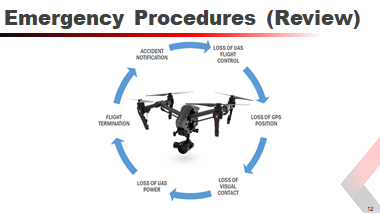 Emergency Procedures (Review)
LOSS OF UAS
FLIGHT
CONTROL
LOSS OF GPS
POSITION
LOSS OF
VISUAL
CONTACT
LOSS OF UAS
POWER
FLIGHT
TERMINATION
ACCIDENT
NOTIFICATION
12